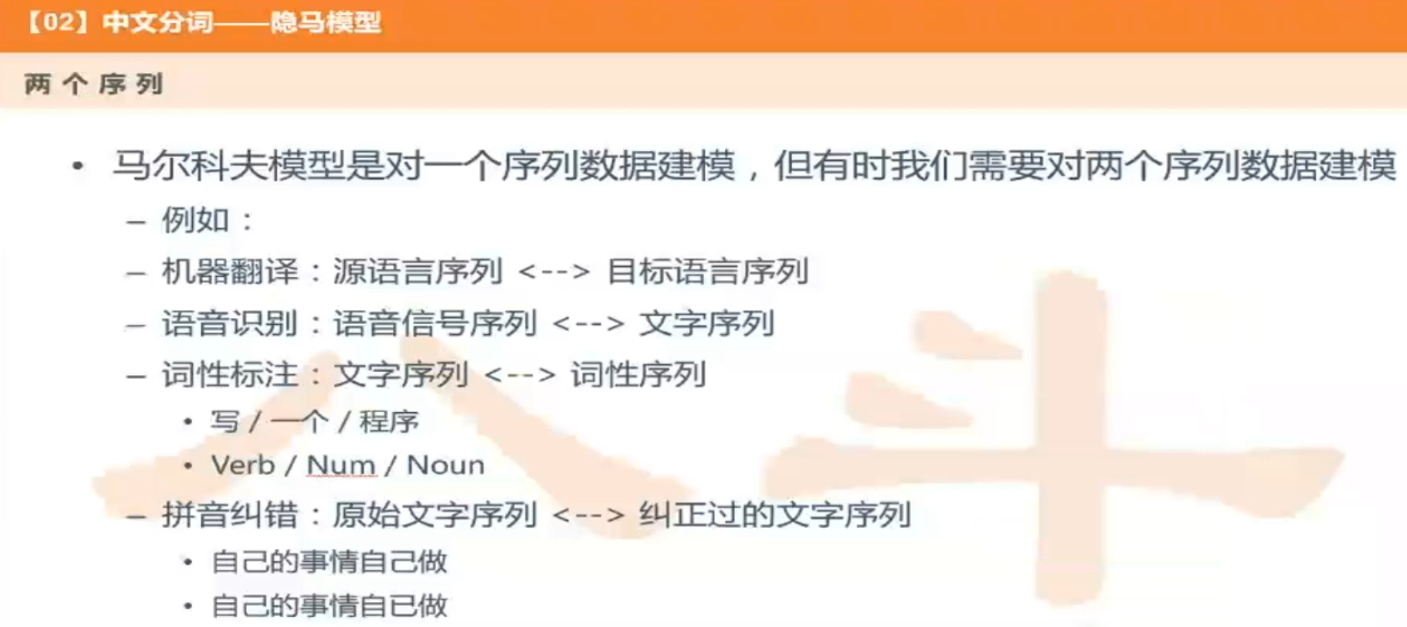 【02】中文分词——隐马模型
两个序列
• 马尔科夫模型是对一个序列数据建模，但有时我们需要对两个序列数据建模
– 例如：
– 机器翻译：源语言序列 <--> 目标语言序列
– 语音识别：语音信号序列 <--> 文字序列
– 词性标注：文字序列 <--> 词性序列
• 写 / 一个 / 程序
• Verb / Num / Noun
– 拼音纠错：原始文字序列 <--> 纠正过的文字序列
• 自己的事情自己做
• 自己的事情自已做
八斗